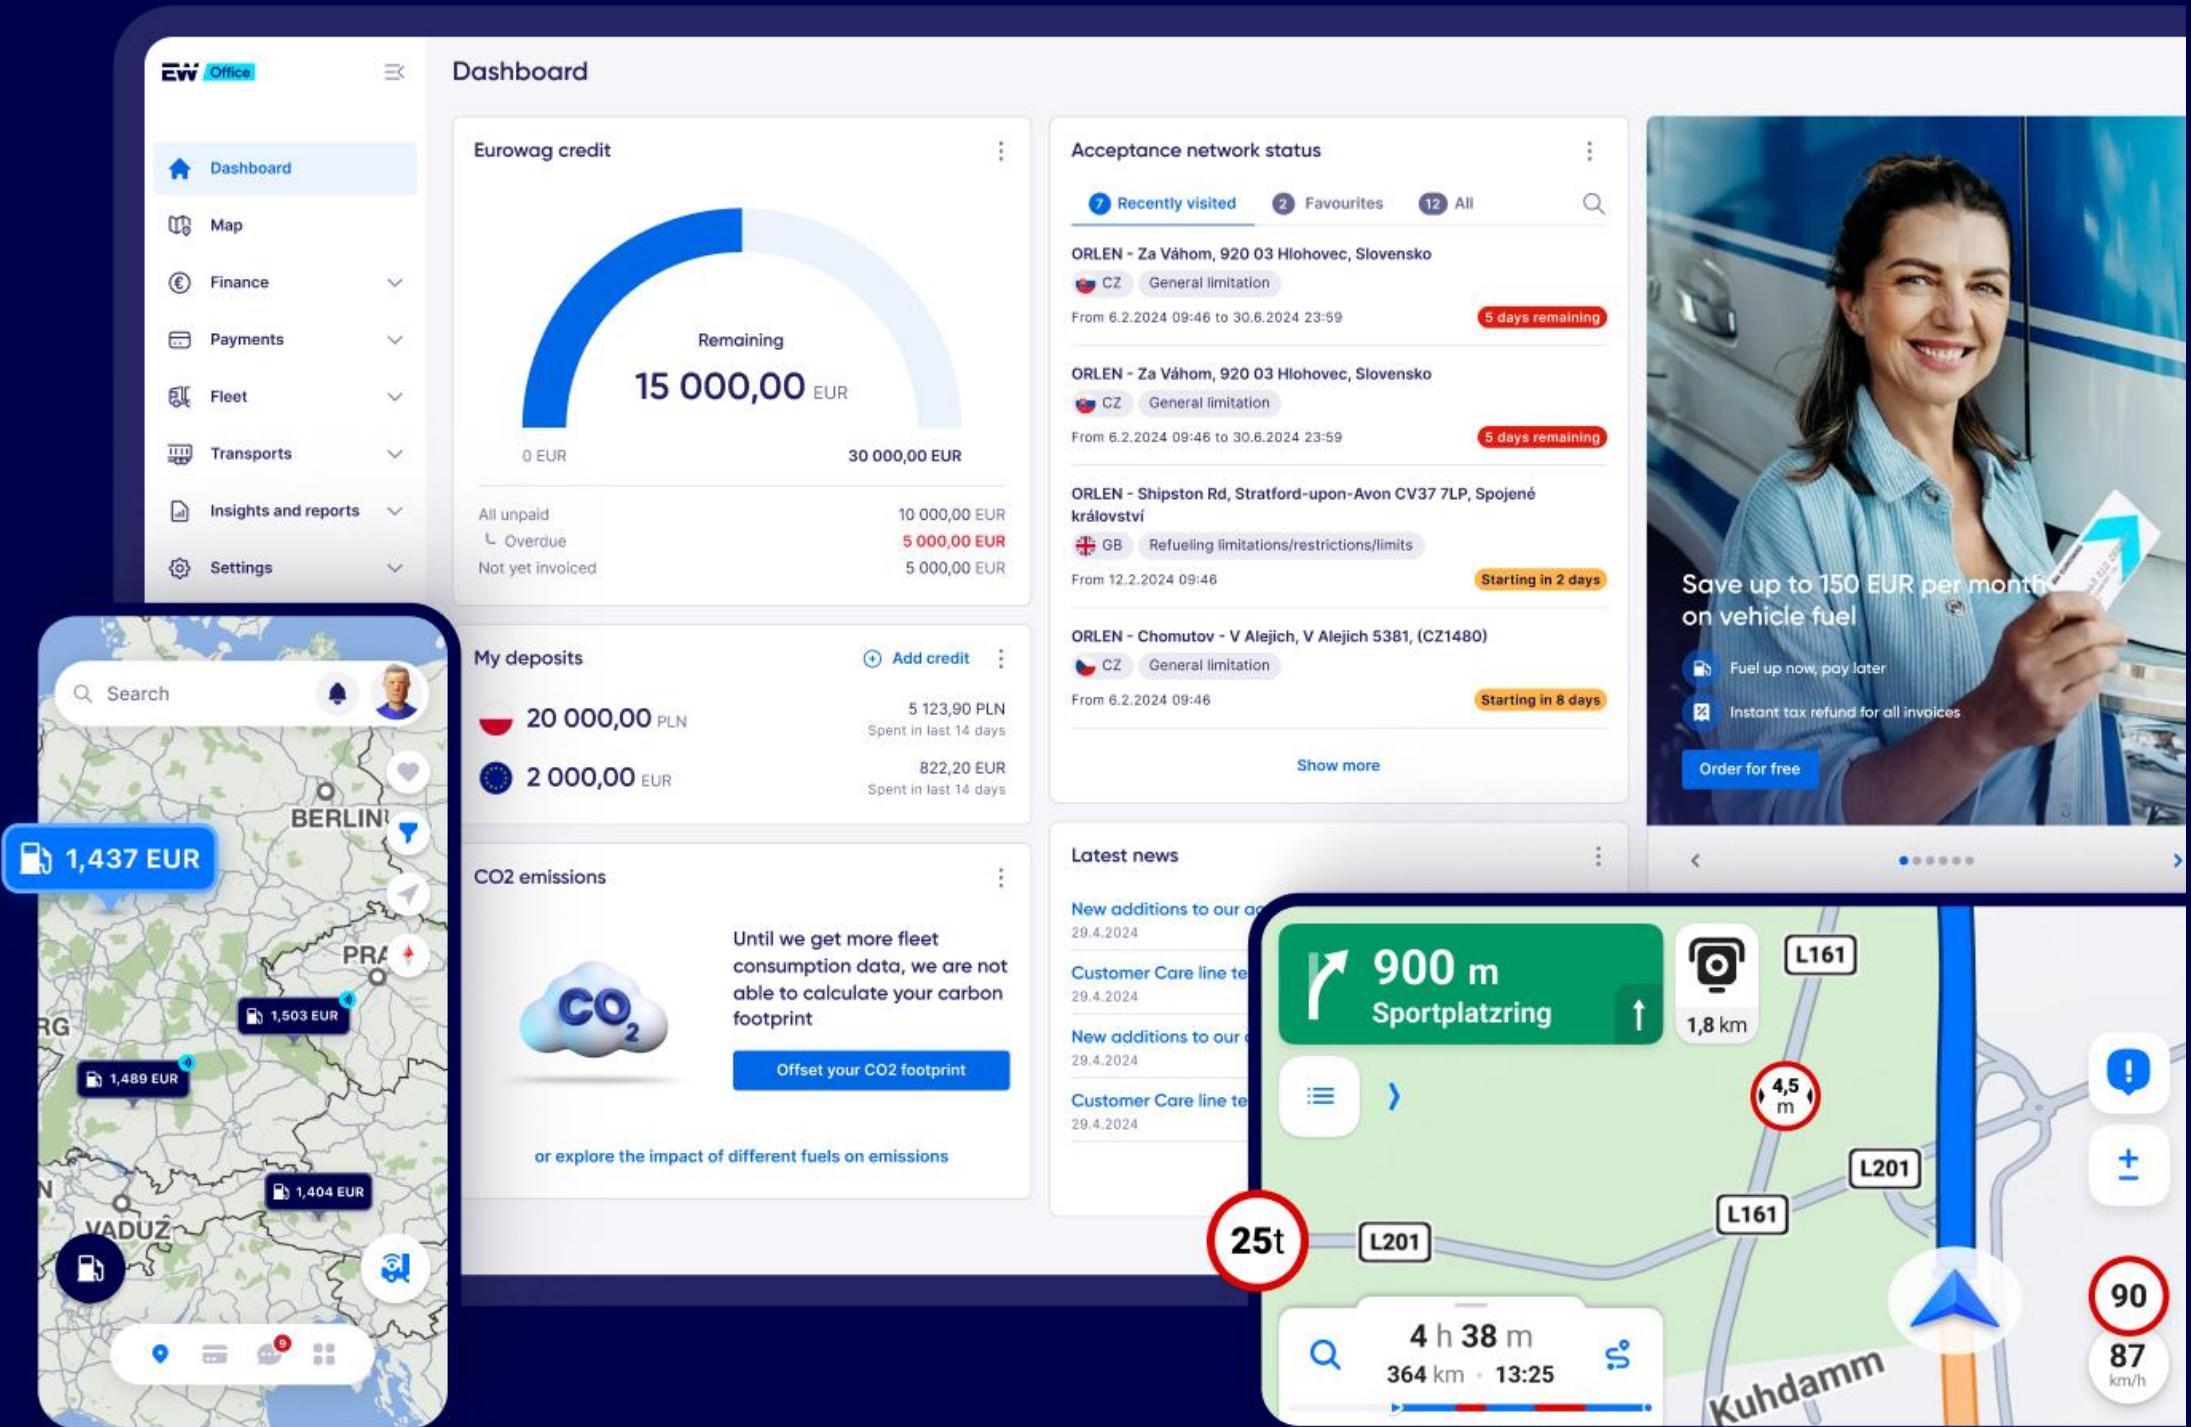 EW Office
Dashboard
Map
Finance
Payments
Fleet
Transports
Insights and reports
Settings
Dashboard
Eurowag credit
Remaining
15 000,00 EUR
0 EUR
30 000,00 EUR
All unpaid 10 000,00 EUR
Overdue 5 000,00 EUR
Not yet invoiced 5 000,00 EUR
My deposits
Add credit
20 000,00 PLN
5 123,90 PLN
Spent in last 14 days
2 000,00 EUR
822,20 EUR
Spent in last 14 days
CO2 emissions
CO2
Until we get more fleet
consumption data, we are not
able to calculate your carbon
footprint
Offset your CO2 footprint
or explore the impact of different fuels on emissions
Acceptance network status
7 Recently visited
2 Favourites
12 All
ORLEN - Za Váhom, 920 03 Hlohovec, Slovensko
CZ General limitation
From 6.2.2024 09:46 to 30.6.2024 23:59
5 days remaining
ORLEN - Za Váhom, 920 03 Hlohovec, Slovensko
CZ General limitation
From 6.2.2024 09:46 to 30.6.2024 23:59
5 days remaining
ORLEN - Shipston Rd, Stratford-upon-Avon CV37 7LP, Spojené
království
GB Refueling limitations/restrictions/limits
From 12.2.2024 09:46
Starting in 2 days
ORLEN - Chomutov - V Alejich, V Alejich 5381, (CZ1480)
CZ General limitation
From 6.2.2024 09:46
Starting in 8 days
Show more
Latest news
New additions to our
29.4.2024
Customer Care line
29.4.2024
New additions to our
29.4.2024
Customer Care line
29.4.2024
Save up to 150 EUR per month
on vehicle fuel
Fuel up now, pay later
Instant tax refund for all invoices
Order for free
Search
BERLIN
1,437 EUR
PRA
1,503 EUR
RG
1,489 EUR
N
1,404 EUR
VADUZ
9
900 m
Sportplatzring
1,8 km
L161
4,5
m
L201
L161
25t
L201
4 h 38 m
364 km · 13:25
Kuhdamm
90
87
km/h